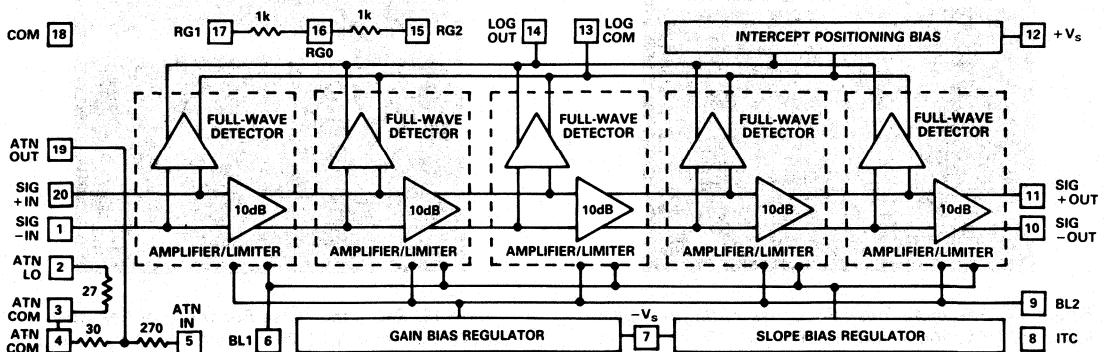 COM 18
RG1 17
1k
16
RG0
1k
15 RG2
LOG OUT 14
13 LOG COM
INTERCEPT POSITIONING BIAS
12 +VS
FULL-WAVE DETECTOR
FULL-WAVE DETECTOR
FULL-WAVE DETECTOR
FULL-WAVE DETECTOR
FULL-WAVE DETECTOR
ATN OUT 19
SIG +IN 20
SIG -IN 1
10dB
10dB
10dB
10dB
10dB
11 SIG +OUT
10 SIG -OUT
AMPLIFIER/LIMITER
AMPLIFIER/LIMITER
AMPLIFIER/LIMITER
AMPLIFIER/LIMITER
AMPLIFIER/LIMITER
ATN LO 2
27
ATN COM 3
ATN COM 4
30
270
ATN IN
5
BL1 6
GAIN BIAS REGULATOR
-VS
7
SLOPE BIAS REGULATOR
9 BL2
8 ITC